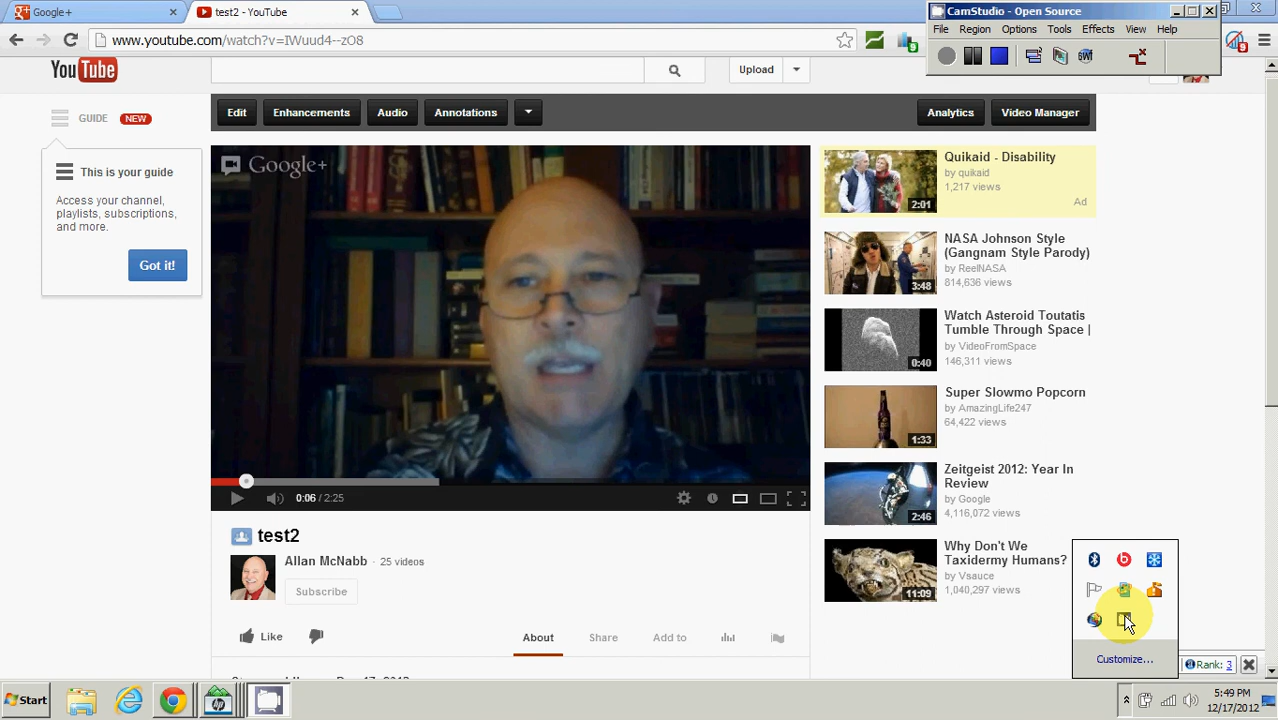 Google+
test2 - YouTube
CamStudio - Open Source
www.youtube.com/watch?v=IWuud4--zO8
File Region Options Tools Effects View Help
9
9
SWF
YouTube
Upload
GUIDE NEW
Edit Enhancements Audio Annotations
Analytics Video Manager
This is your guide
Access your channel,
playlists, subscriptions,
and more.
Got it!
Google+
0:06 / 2:25
Quikaid - Disability
by quikaid
1,217 views
Ad
2:01
NASA Johnson Style
(Gangnam Style Parody)
by ReelNASA
814,636 views
3:48
Watch Asteroid Toutatis
Tumble Through Space |
by VideoFromSpace
146,311 views
0:40
Super Slowmo Popcorn
by AmazingLife247
64,422 views
1:33
Zeitgeist 2012: Year In
Review
by Google
4,116,072 views
2:46
Why Don't We
Taxidermy Humans?
by Vsauce
1,040,297 views
11:09
test2
Allan McNabb · 25 videos
Subscribe
Like
About Share Add to
Customize...
Rank: 3
Start
5:49 PM
12/17/2012